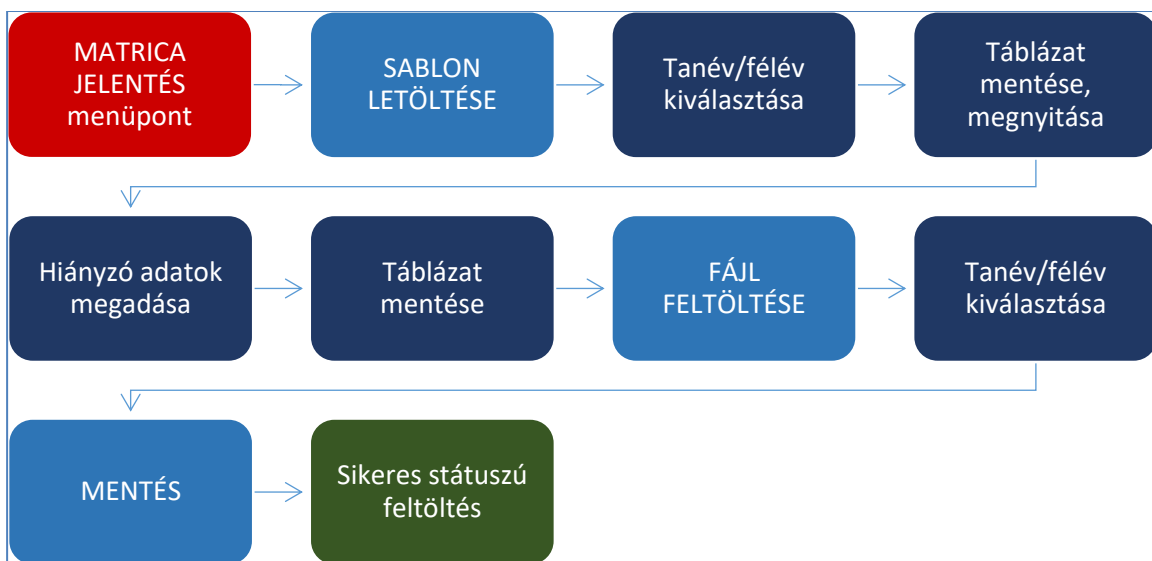 MATRICA
JELENTÉS
menüpont
SABLON
LETÖLTÉSE
Tanév/félév
kiválasztása
Táblázat
mentése,
megnyitása
Hiányzó adatok
megadása
Táblázat
mentése
FÁJL
FELTÖLTÉSE
Tanév/félév
kiválasztása
MENTÉS
Sikeres státuszú
feltöltés